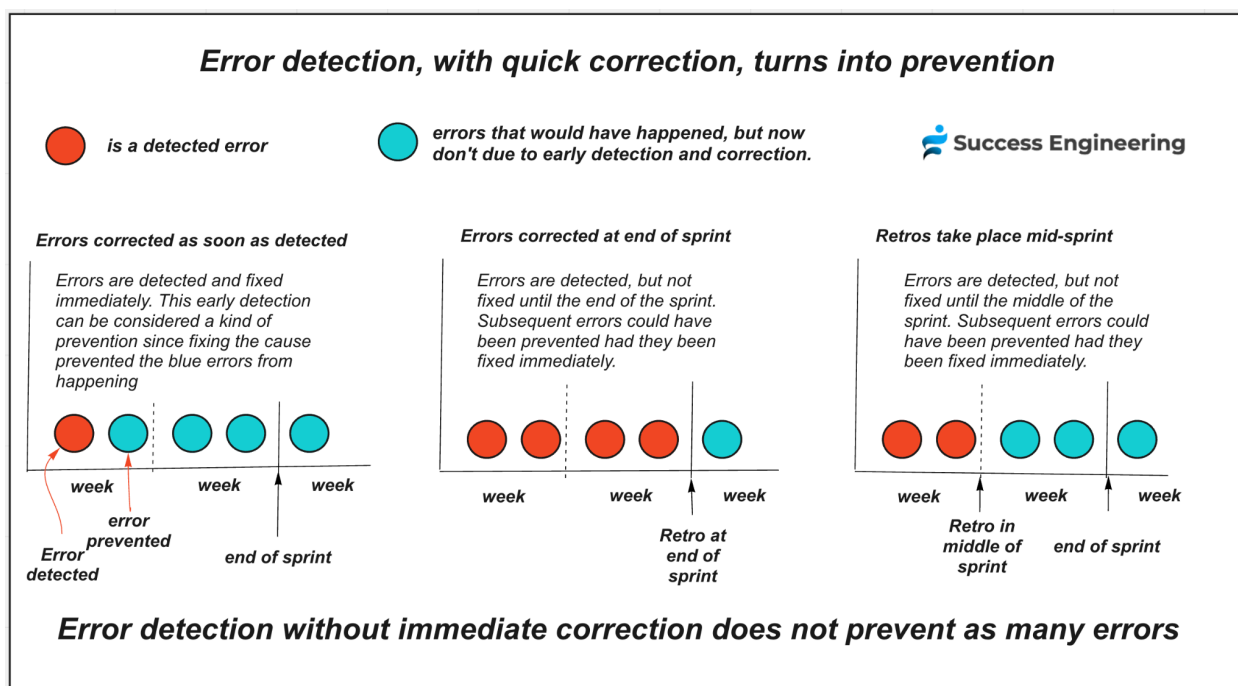 Error detection, with quick correction, turns into prevention
is a detected error
errors that would have happened, but now
don't due to early detection and correction.
Success Engineering
Errors corrected as soon as detected
Errors are detected and fixed
immediately. This early detection
can be considered a kind of
prevention since fixing the cause
prevented the blue errors from
happening
week
week
week
error
prevented
Error
detected
end of sprint
Errors corrected at end of sprint
Errors are detected, but not
fixed until the end of the sprint.
Subsequent errors could have
been prevented had they been
fixed immediately.
week
week
week
Retro at
end of
sprint
Retros take place mid-sprint
Errors are detected, but not
fixed until the middle of the
sprint. Subsequent errors could
have been prevented had they
been fixed immediately.
week
week
week
Retro in
middle of
sprint
end of sprint
Error detection without immediate correction does not prevent as many errors